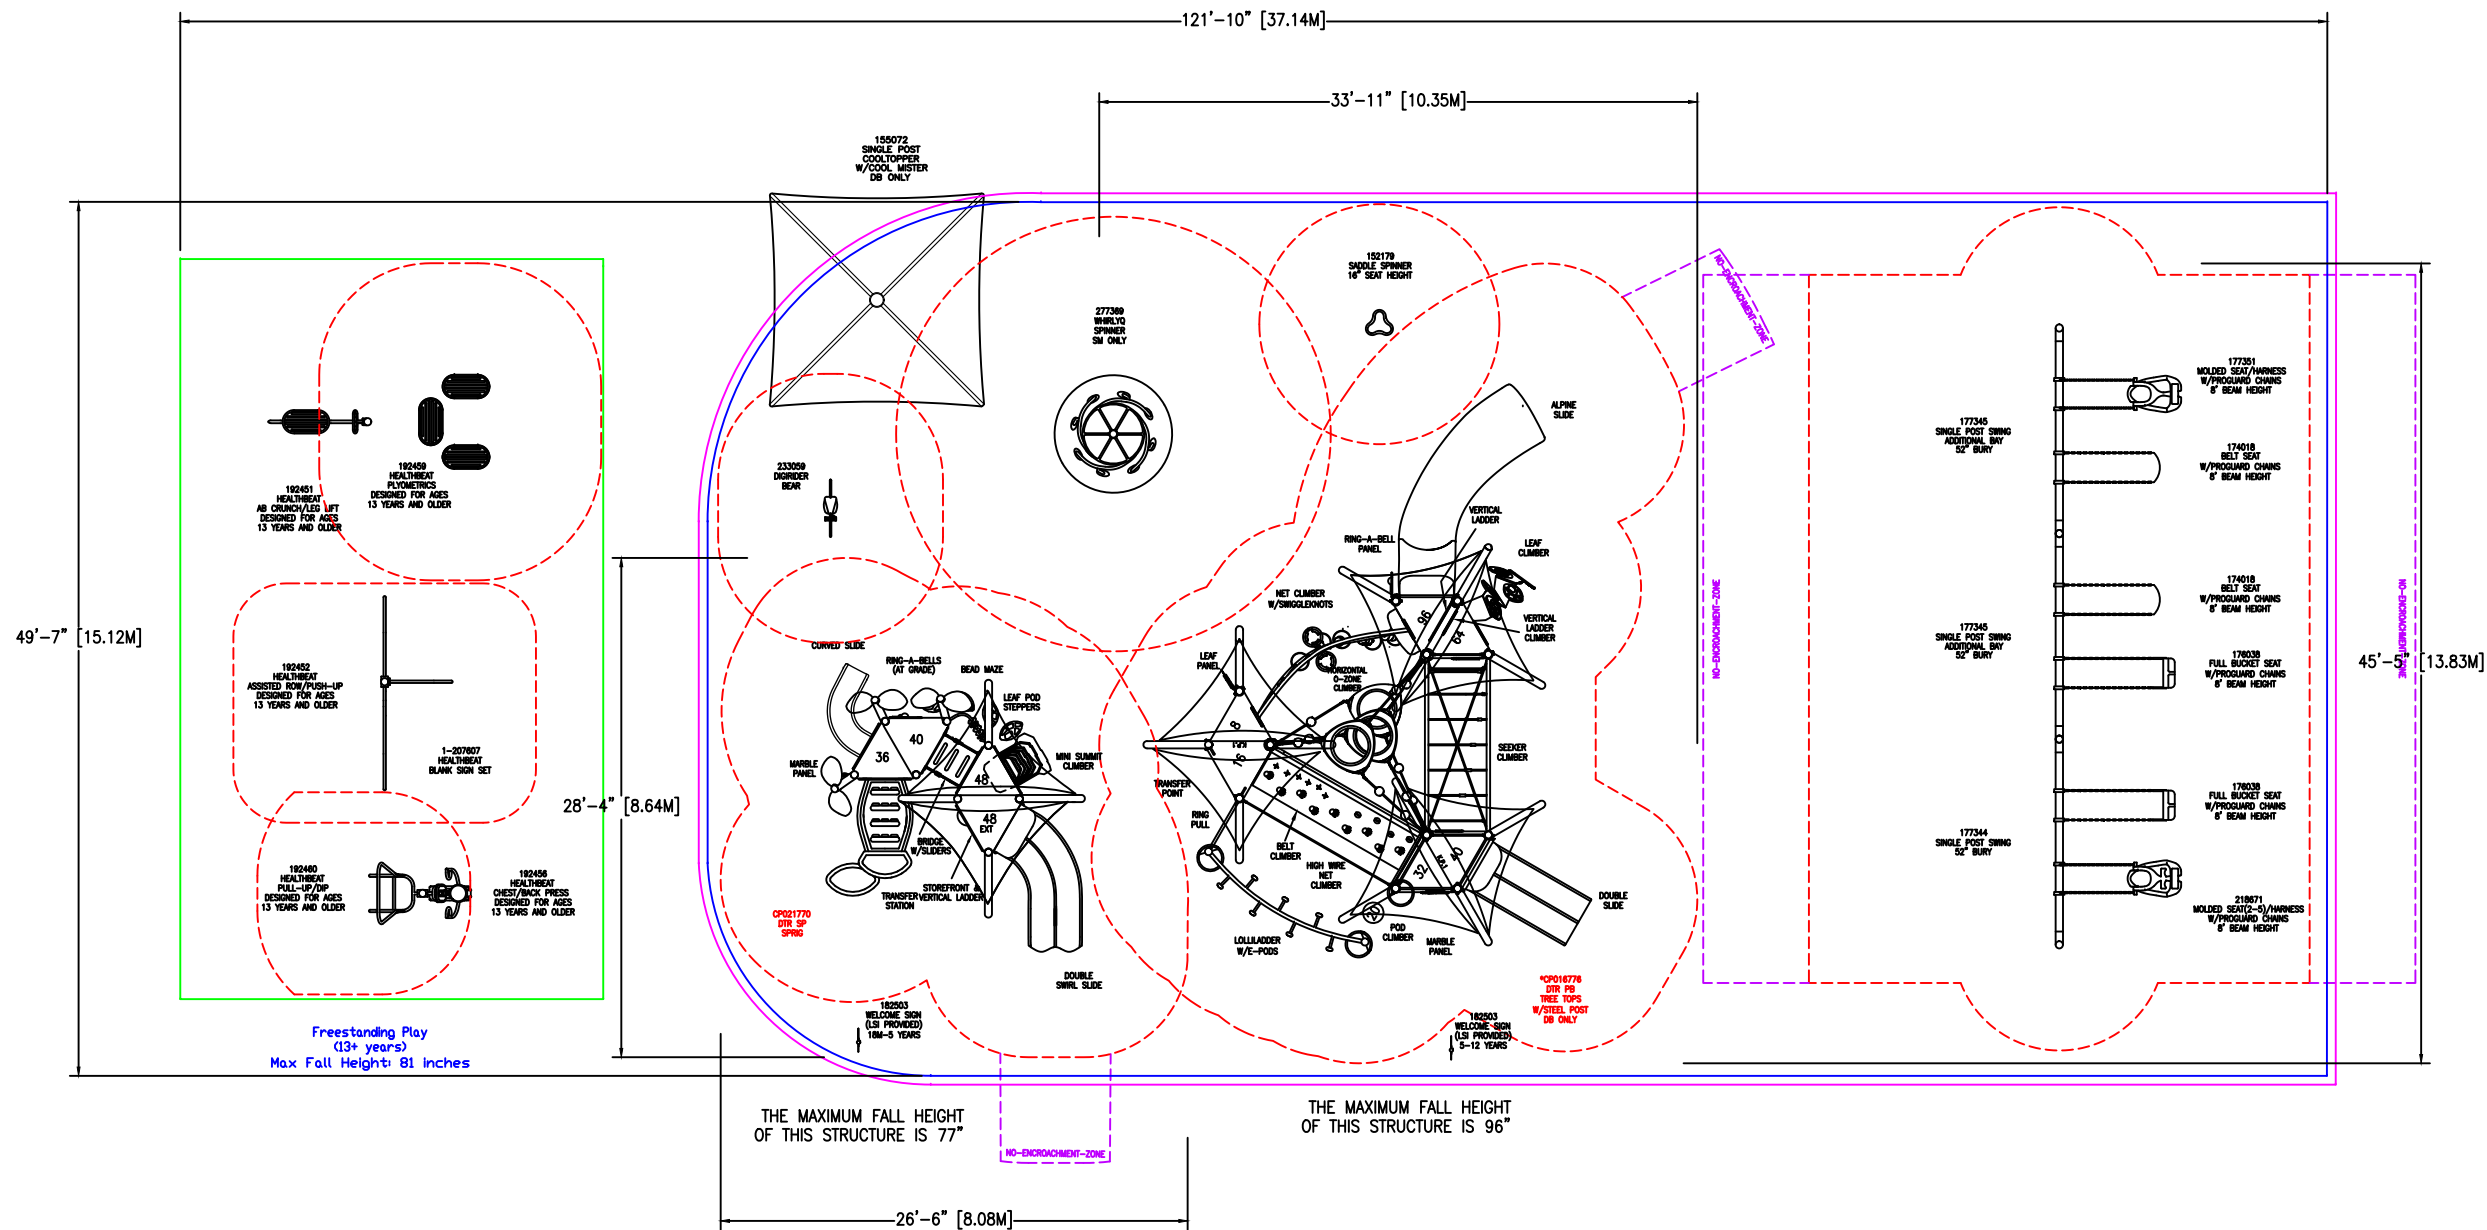 121'-10" [37.14M]
33'-11" [10.35M]
155072
SINGLE POST
COOLTOPPER
W/COOL MISTER
DB ONLY
152179
SADDLE SPINNER
16" SEAT HEIGHT
NO-ENCROACHMENT-ZONE
277369
WHIRLYQ
SPINNER
SM ONLY
177351
MOLDED SEAT/HARNESS
W/PROGUARD CHAINS
8' BEAM HEIGHT
ALPINE
SLIDE
177345
SINGLE POST SWING
ADDITIONAL BAY
52" BURY
174018
BELT SEAT
W/PROGUARD CHAINS
8' BEAM HEIGHT
192459
HEALTHBEAT
PLYOMETRICS
DESIGNED FOR AGES
13 YEARS AND OLDER
192451
HEALTHBEAT
AB CRUNCH/LEG LIFT
DESIGNED FOR AGES
13 YEARS AND OLDER
233059
DIGIRIDER
BEAR
VERTICAL
LADDER
RING-A-BELL
PANEL
LEAF
CLIMBER
NET CLIMBER
W/SWIGGLEKNOTS
96
64
VERTICAL
LADDER
CLIMBER
NO-ENCROACHMENT-ZONE
174018
BELT SEAT
W/PROGUARD CHAINS
8' BEAM HEIGHT
NO-ENCROACHMENT-ZONE
49'-7" [15.12M]
177345
SINGLE POST SWING
ADDITIONAL BAY
52" BURY
176038
FULL BUCKET SEAT
W/PROGUARD CHAINS
8' BEAM HEIGHT
45'-5" [13.83M]
CURVED SLIDE
RING-A-BELLS
(AT GRADE)
BEAD MAZE
LEAF POD
STEPPERS
LEAF
PANEL
HORIZONTAL
O-ZONE
CLIMBER
192452
HEALTHBEAT
ASSISTED ROW/PUSH-UP
DESIGNED FOR AGES
13 YEARS AND OLDER
1-207607
HEALTHBEAT
BLANK SIGN SET
MARBLE
PANEL
36
40
48
48
EXT
MINI SUMMIT
CLIMBER
8
16
SEEKER
CLIMBER
TRANSFER
POINT
28'-4" [8.64M]
RING
PULL
176038
FULL BUCKET SEAT
W/PROGUARD CHAINS
8' BEAM HEIGHT
177344
SINGLE POST SWING
52" BURY
BRIDGE
W/SLIDERS
BELT
CLIMBER
HIGH WIRE
NET
CLIMBER
32
192460
HEALTHBEAT
PULL-UP/DIP
DESIGNED FOR AGES
13 YEARS AND OLDER
192456
HEALTHBEAT
CHEST/BACK PRESS
DESIGNED FOR AGES
13 YEARS AND OLDER
TRANSFER
STATION
STOREFRONT &
VERTICAL LADDER
DOUBLE
SLIDE
218671
MOLDED SEAT(2-5)/HARNESS
W/PROGUARD CHAINS
8' BEAM HEIGHT
CP021770
DTR SP
SPRIG
20
POD
CLIMBER
LOLLILADDER
W/E-PODS
MARBLE
PANEL
DOUBLE
SWIRL SLIDE
*CP016776
DTR PB
TREE TOPS
W/STEEL POST
DB ONLY
182503
WELCOME SIGN
(LSI PROVIDED)
18M-5 YEARS
182503
WELCOME SIGN
(LSI PROVIDED)
5-12 YEARS
Freestanding Play
(13+ years)
Max Fall Height: 81 inches
THE MAXIMUM FALL HEIGHT
OF THIS STRUCTURE IS 77"
THE MAXIMUM FALL HEIGHT
OF THIS STRUCTURE IS 96"
NO-ENCROACHMENT-ZONE
26'-6" [8.08M]